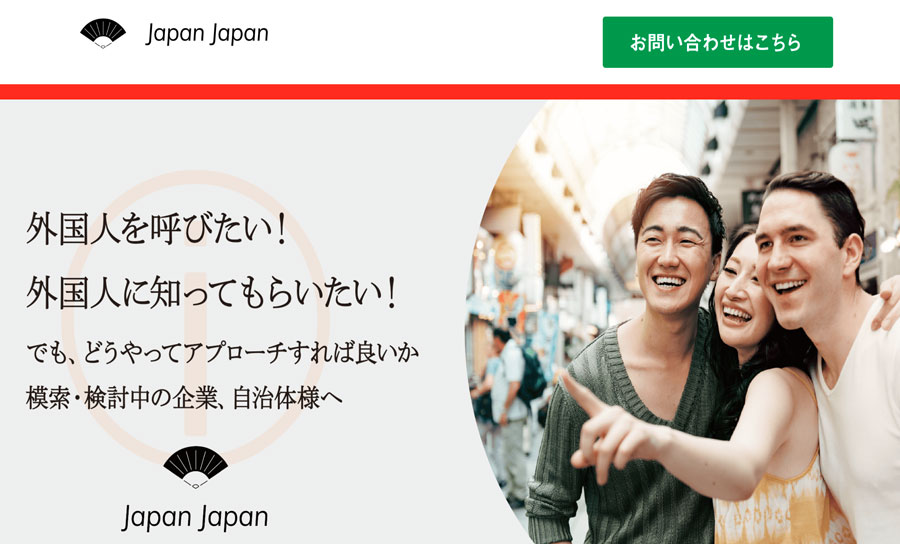 Japan Japan
お問い合わせはこちら
外国人を呼びたい！
外国人に知ってもらいたい！
でも、どうやってアプローチすれば良いか
模索・検討中の企業、自治体様へ
Japan Japan